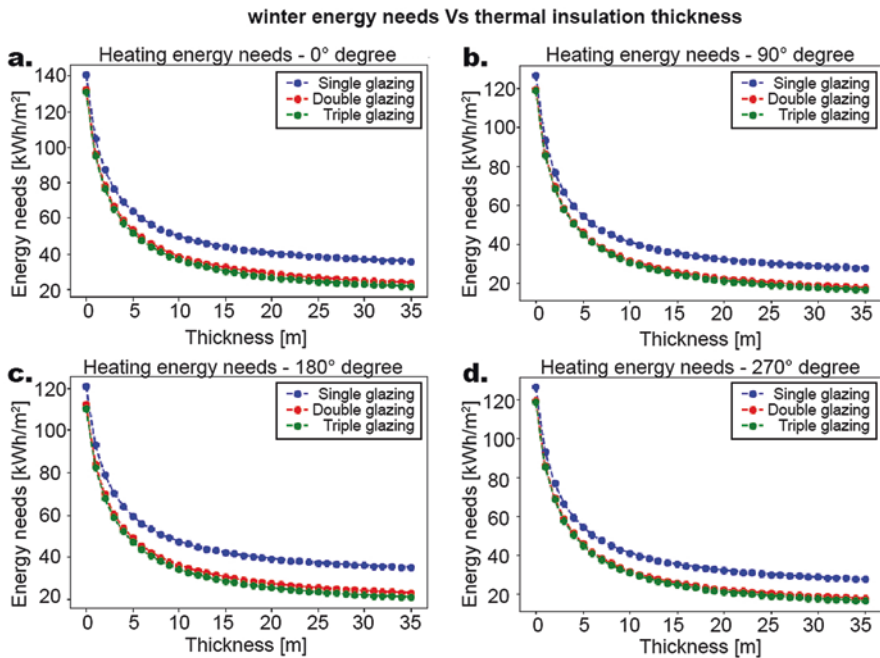 winter energy needs Vs thermal insulation thickness
a.
Heating energy needs - 0° degree
Single glazing
Double glazing
Triple glazing
Energy needs [kWh/m²]
140
120
100
80
60
40
20
0
5
10
15
20
25
30
35
Thickness [m]
b.
Heating energy needs - 90° degree
Single glazing
Double glazing
Triple glazing
Energy needs [kWh/m²]
120
100
80
60
40
20
0
5
10
15
20
25
30
35
Thickness [m]
c.
Heating energy needs - 180° degree
Single glazing
Double glazing
Triple glazing
Energy needs [kWh/m²]
120
100
80
60
40
20
0
5
10
15
20
25
30
35
Thickness [m]
d.
Heating energy needs - 270° degree
Single glazing
Double glazing
Triple glazing
Energy needs [kWh/m²]
120
100
80
60
40
20
0
5
10
15
20
25
30
35
Thickness [m]